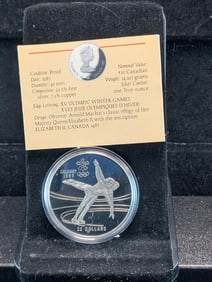 Condition: Proof
Date: 1987
Diameter: 40 mm
Composition: 92.5% fine
silver, 7.5% copper
Nominal Value:
$20 Canadian
Weight: 34.107 grams
Silver Content:
one Troy ounce
Edge Lettering: XV OLYMPIC WINTER GAMES
XVES JEUX OLYMPIQUES D'HIVER
Design: Obverse: Arnold Machin's classic effigy of Her
Majesty Queen Elizabeth II with the inscription
ELIZABETH II, CANADA 1987
CALGARY
1988
20 DOLLARS